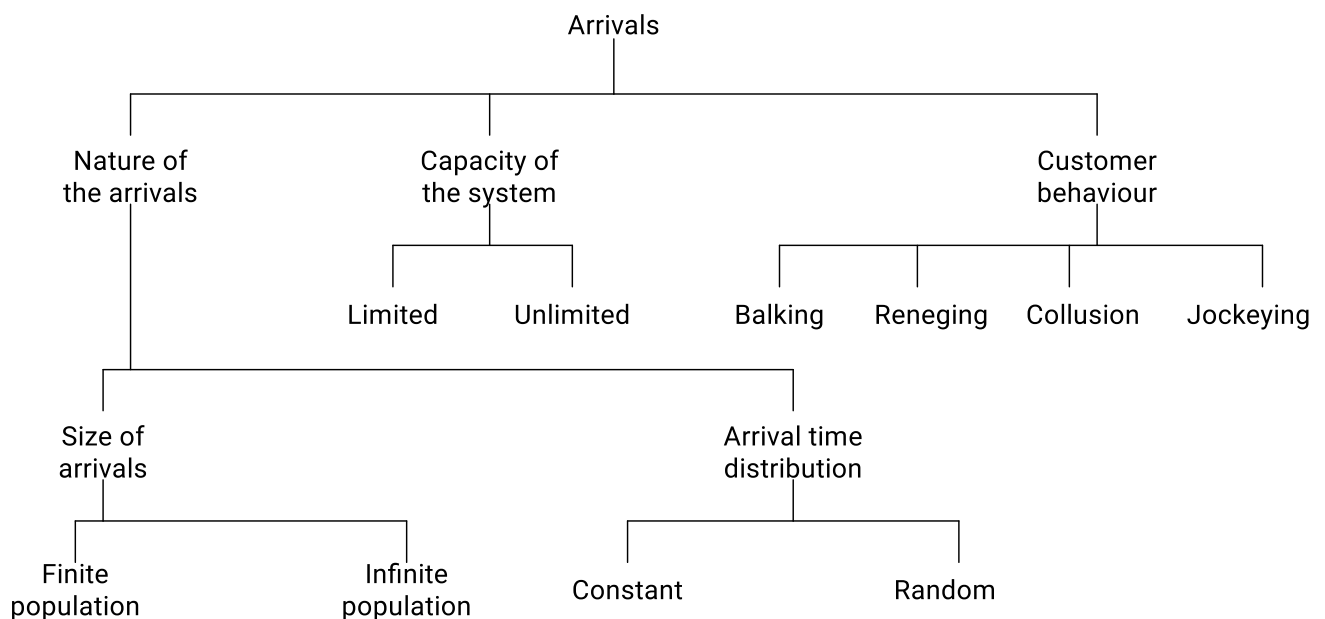 Arrivals
Nature of
the arrivals
Capacity of
the system
Customer
behaviour
Limited
Unlimited
Balking
Reneging
Collusion
Jockeying
Size of
arrivals
Arrival time
distribution
Finite
population
Infinite
population
Constant
Random